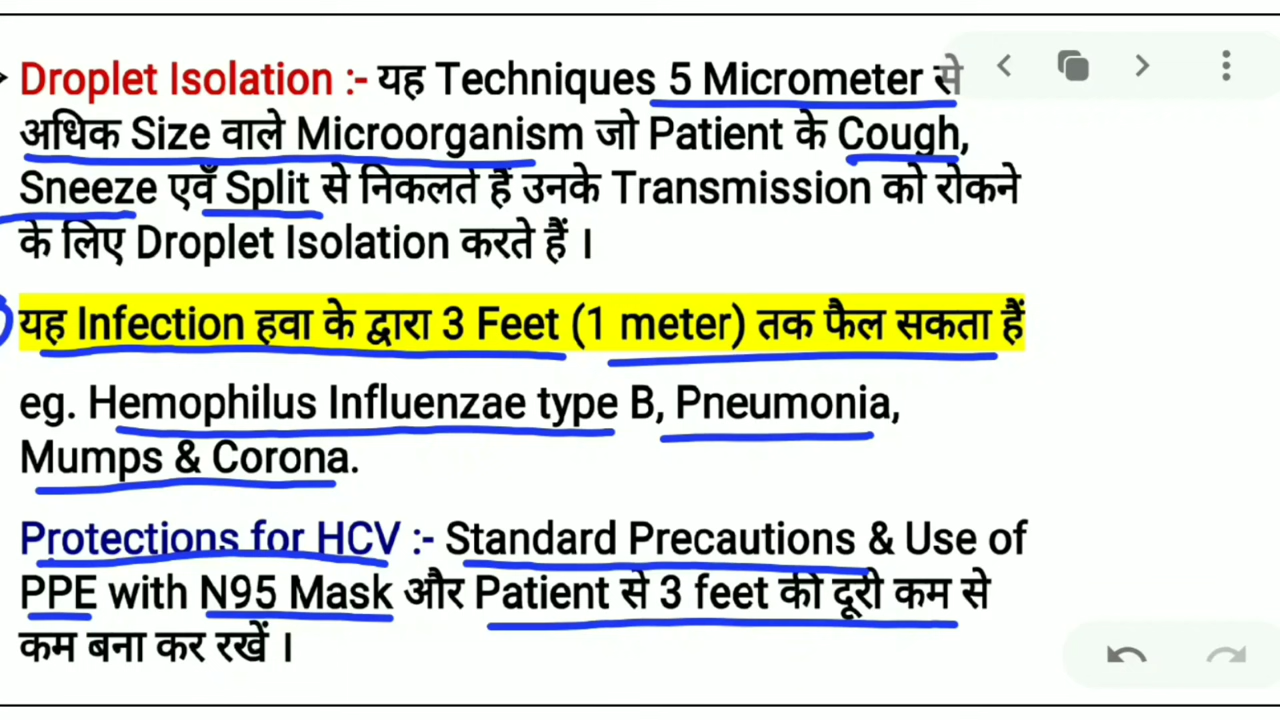 Droplet Isolation :- यह Techniques 5 Micrometer से
अधिक Size वाले Microorganism जो Patient के Cough,
Sneeze एवँ Split से निकलते हैं उनके Transmission को रोकने
के लिए Droplet Isolation करते हैं ।
यह Infection हवा के द्वारा 3 Feet (1 meter) तक फैल सकता हैं
eg. Hemophilus Influenzae type B, Pneumonia,
Mumps & Corona.
Protections for HCV :- Standard Precautions & Use of
PPE with N95 Mask और Patient से 3 feet की दूरी कम से
कम बना कर रखें ।